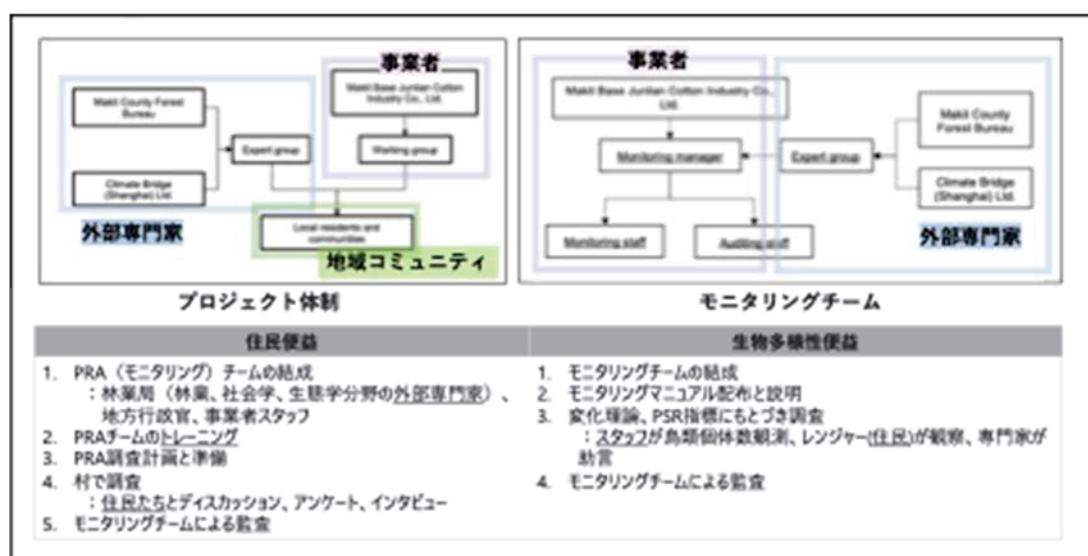 事業者
Makit Base Junlian Cotton
Industry Co., Ltd.
Makit County Forest
Bureau
Expert group
Working group
Climate Bridge
(Shanghai) Ltd.
外部専門家
Local residents and
communities
地域コミュニティ
プロジェクト体制
事業者
Makit Base Junlian Cotton Industry Co.,
Ltd.
Makit County
Forest Bureau
Monitoring manager
Expert group
Climate Bridge
(Shanghai) Ltd.
Monitoring staff
Auditing staff
外部専門家
モニタリングチーム
住民便益
1. PRA（モニタリング）チームの結成
：林業局（林業、社会学、生態学分野の外部専門家）、
地方行政官、事業者スタッフ
2. PRAチームのトレーニング
3. PRA調査計画と準備
4. 村で調査
：住民たちとディスカッション、アンケート、インタビュー
5. モニタリングチームによる監査
生物多様性便益
1. モニタリングチームの結成
2. モニタリングマニュアル配布と説明
3. 変化理論、PSR指標にもとづき調査
：スタッフが鳥類個体数観測、レンジャー(住民)が観察、専門家が
助言
4. モニタリングチームによる監査